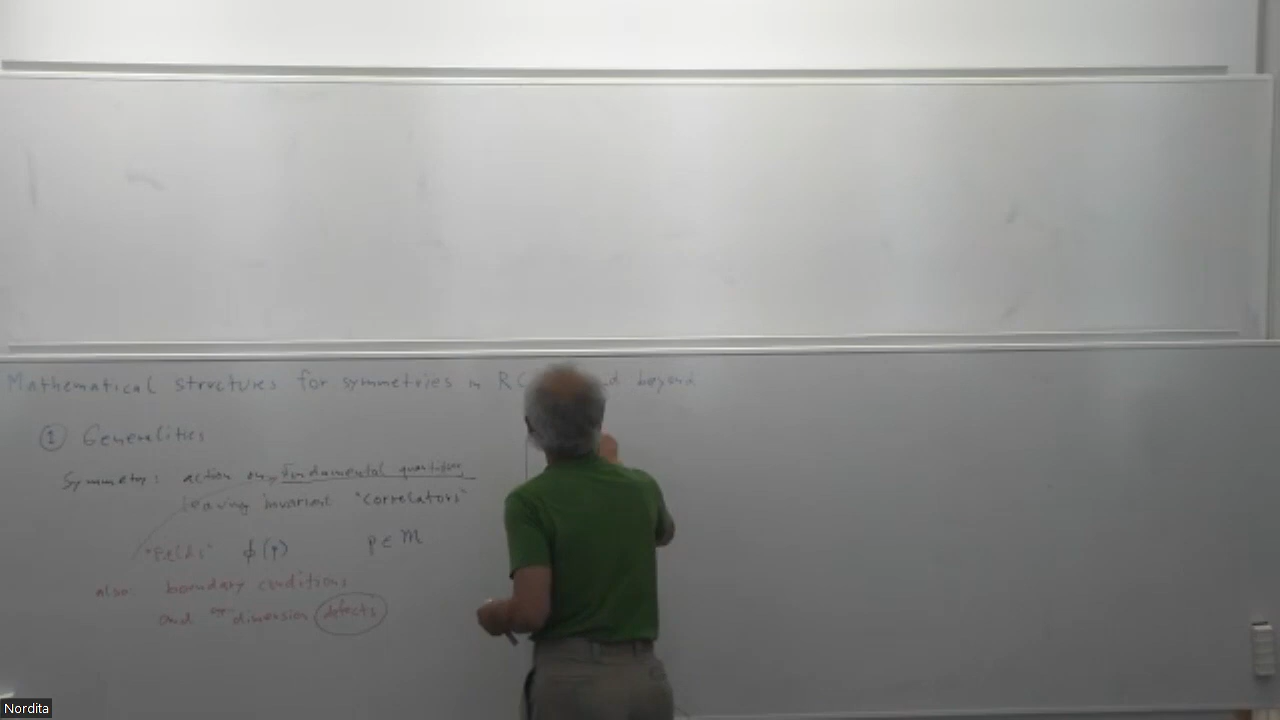 Mathematical structures for symmetries in RC d beyond
① Generalities
Symmetry: action on fundamental quantities
leaving invariant "correlators"
"Fields" ϕ(p) p ∈ M
also boundary conditions
and dimension defects
Nordita